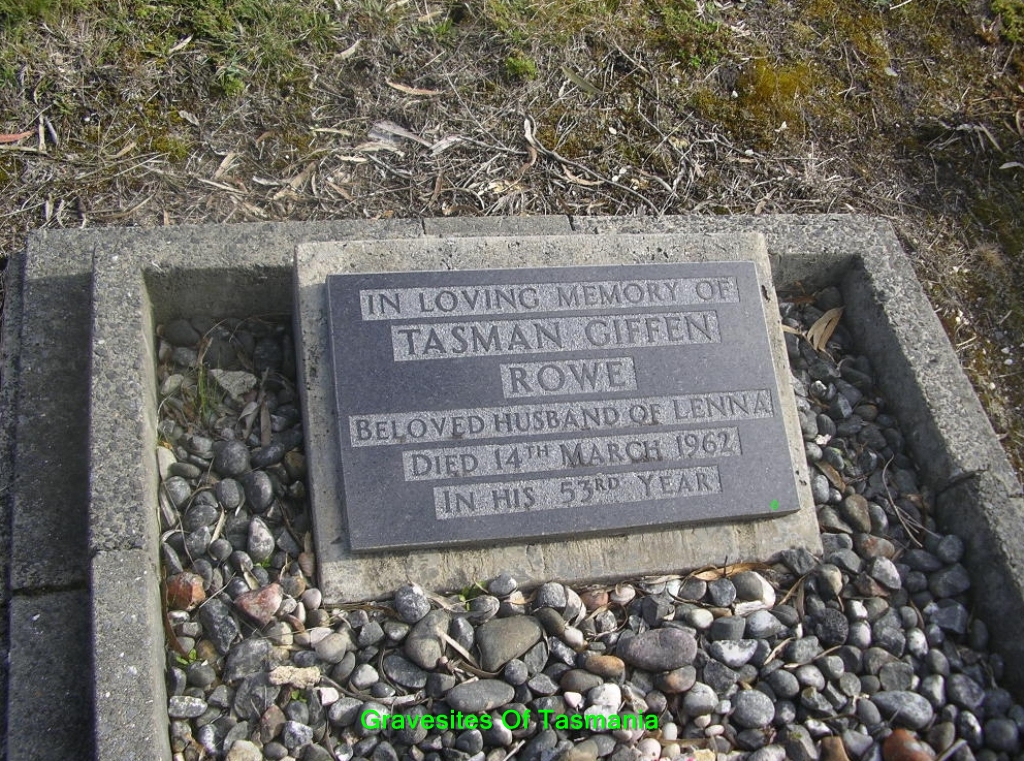 IN LOVING MEMORY OF
TASMAN GIFFEN
ROWE
BELOVED HUSBAND OF LENNA
DIED 14TH MARCH 1962
IN HIS 53RD YEAR
Gravesites Of Tasmania